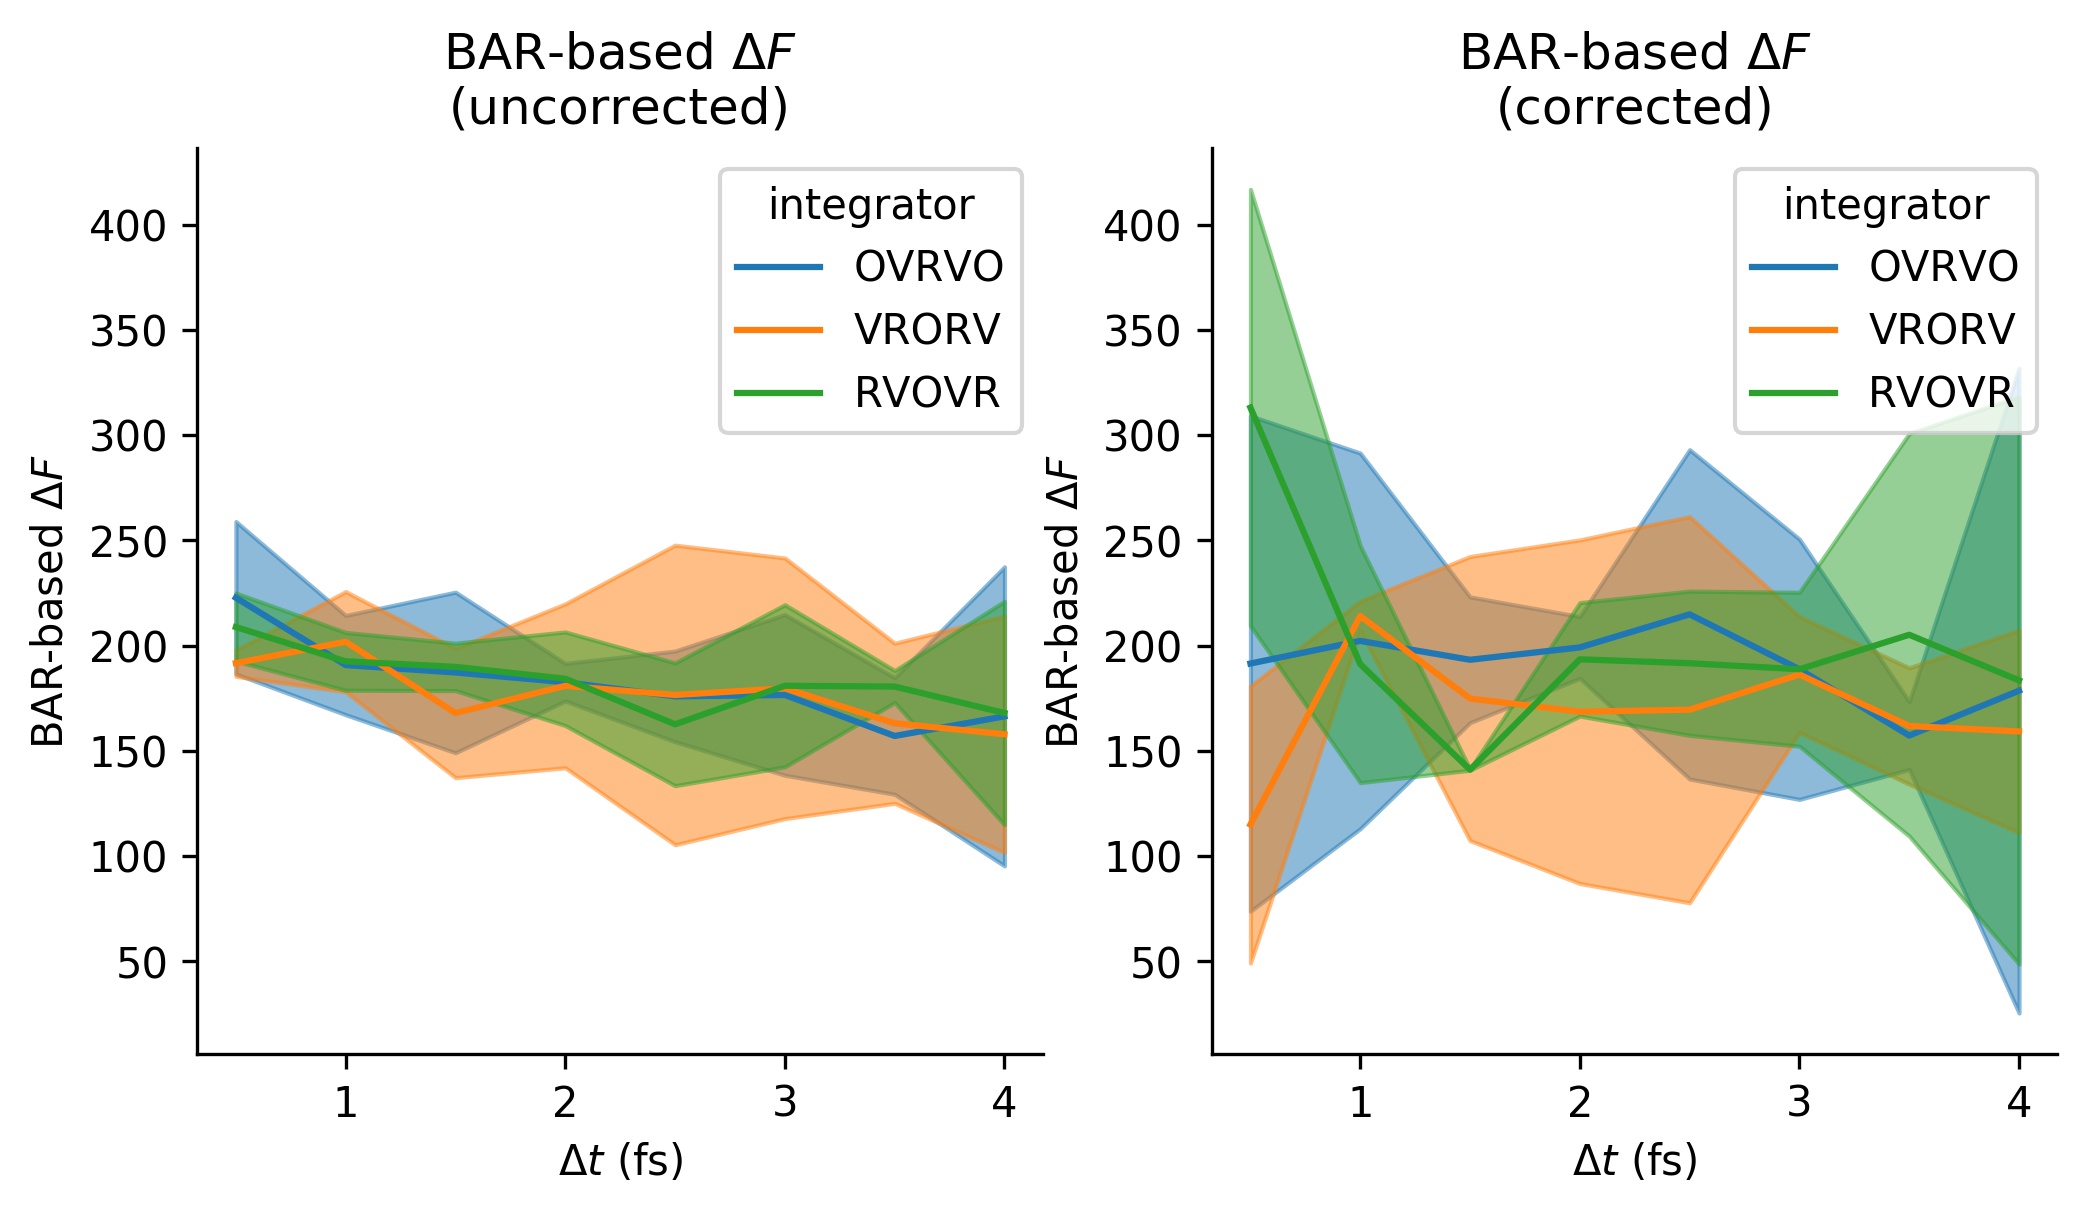 BAR-based ΔF
(uncorrected)
BAR-based ΔF
400
350
300
250
200
150
100
50
integrator
OVRVO
VRORV
RVOVR
1 2 3 4
Δt (fs)
BAR-based ΔF
(corrected)
BAR-based ΔF
400
350
300
250
200
150
100
50
integrator
OVRVO
VRORV
RVOVR
1 2 3 4
Δt (fs)